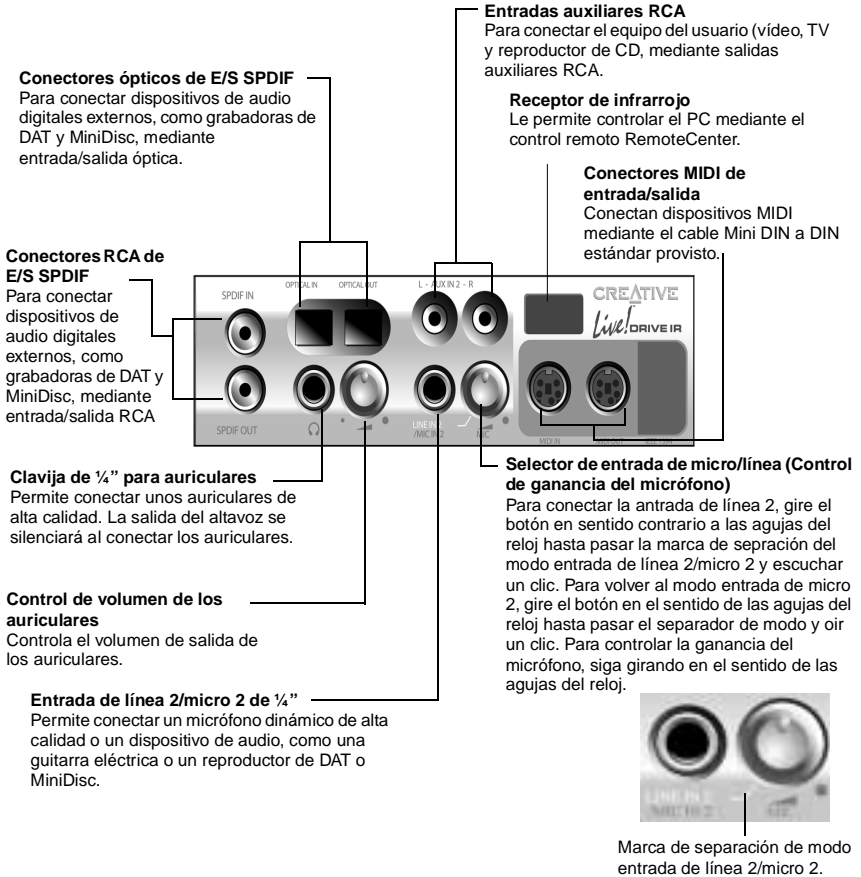 Entradas auxiliares RCA
Para conectar el equipo del usuario (vídeo, TV
y reproductor de CD, mediante salidas
auxiliares RCA.
Conectores ópticos de E/S SPDIF
Para conectar dispositivos de audio
digitales externos, como grabadoras de
DAT y MiniDisc, mediante
entrada/salida óptica.
Receptor de infrarrojo
Le permite controlar el PC mediante el
control remoto RemoteCenter.
Conectores MIDI de
entrada/salida
Conectan dispositivos MIDI
mediante el cable Mini DIN a DIN
estándar provisto.
Conectores RCA de
E/S SPDIF
Para conectar
dispositivos de
audio digitales
externos, como
grabadoras de DAT y
MiniDisc, mediante
entrada/salida RCA
SPDIF IN
OPTICAL IN
OPTICAL OUT
L - AUX IN 2 - R
CREATIVE
Live! DRIVE IR
SPDIF OUT
LINE IN 2
/MIC IN 2
MIC
MIDI IN
MIDI OUT
IEEE 1394
Clavija de ¼” para auriculares
Permite conectar unos auriculares de
alta calidad. La salida del altavoz se
silenciará al conectar los auriculares.
Control de volumen de los
auriculares
Controla el volumen de salida de
los auriculares.
Entrada de línea 2/micro 2 de ¼”
Permite conectar un micrófono dinámico de alta
calidad o un dispositivo de audio, como una
guitarra eléctrica o un reproductor de DAT o
MiniDisc.
Selector de entrada de micro/línea (Control
de ganancia del micrófono)
Para conectar la antrada de línea 2, gire el
botón en sentido contrario a las agujas del
reloj hasta pasar la marca de sepración del
modo entrada de línea 2/micro 2 y escuchar
un clic. Para volver al modo entrada de micro
2, gire el botón en el sentido de las agujas del
reloj hasta pasar el separador de modo y oir
un clic. Para controlar la ganancia del
micrófono, siga girando en el sentido de las
agujas del reloj.
LINE IN 2
/MIC IN 2
MIC
Marca de separación de modo
entrada de línea 2/micro 2.